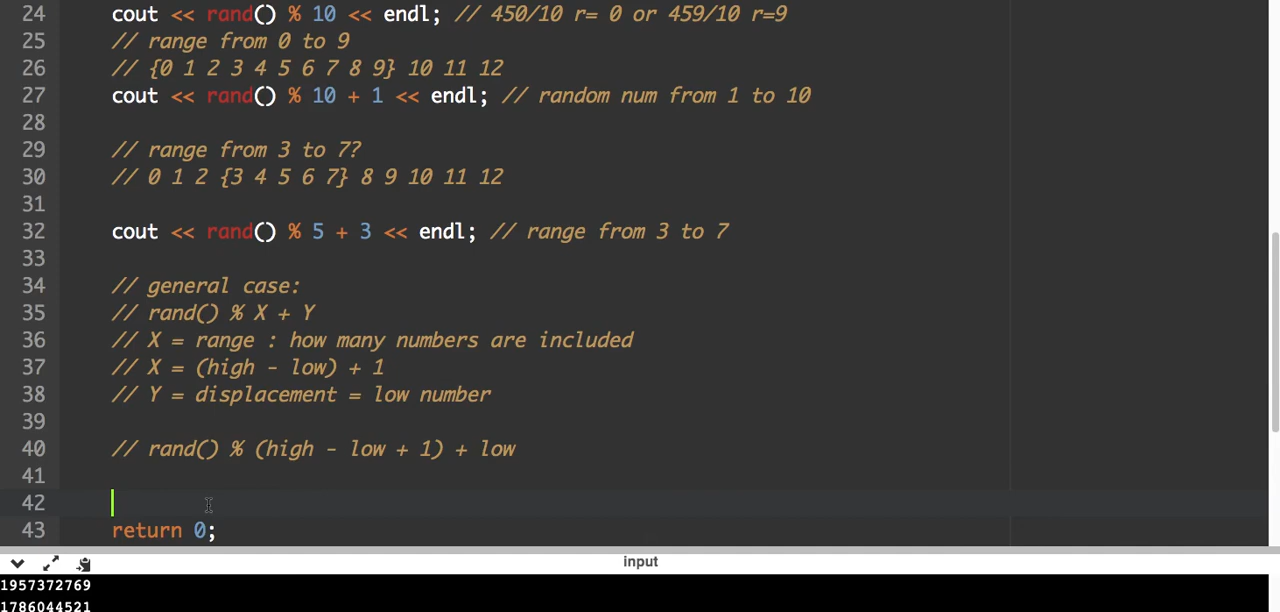 24 cout << rand() % 10 << endl; // 450/10 r= 0 or 459/10 r=9
25 // range from 0 to 9
26 // {0 1 2 3 4 5 6 7 8 9} 10 11 12
27 cout << rand() % 10 + 1 << endl; // random num from 1 to 10
28
29 // range from 3 to 7?
30 // 0 1 2 {3 4 5 6 7} 8 9 10 11 12
31
32 cout << rand() % 5 + 3 << endl; // range from 3 to 7
33
34 // general case:
35 // rand() % X + Y
36 // X = range : how many numbers are included
37 // X = (high - low) + 1
38 // Y = displacement = low number
39
40 // rand() % (high - low + 1) + low
41
42
43 return 0;
input
1957372769
1786044521